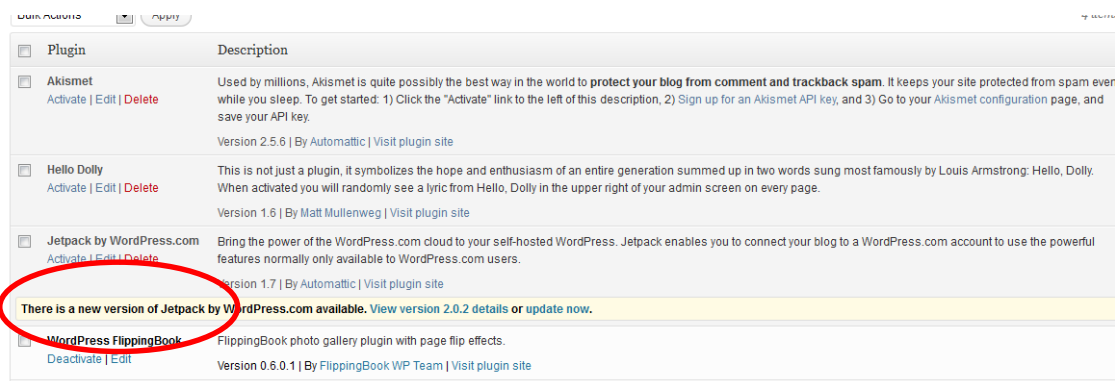 Bulk Actions Apply
Plugin Description
Akismet
Activate | Edit | Delete
Used by millions, Akismet is quite possibly the best way in the world to protect your blog from comment and trackback spam. It keeps your site protected from spam even
while you sleep. To get started: 1) Click the "Activate" link to the left of this description, 2) Sign up for an Akismet API key, and 3) Go to your Akismet configuration page, and
save your API key.
Version 2.5.6 | By Automattic | Visit plugin site
Hello Dolly
Activate | Edit | Delete
This is not just a plugin, it symbolizes the hope and enthusiasm of an entire generation summed up in two words sung most famously by Louis Armstrong: Hello, Dolly.
When activated you will randomly see a lyric from Hello, Dolly in the upper right of your admin screen on every page.
Version 1.6 | By Matt Mullenweg | Visit plugin site
Jetpack by WordPress.com
Activate | Edit | Delete
Bring the power of the WordPress.com cloud to your self-hosted WordPress. Jetpack enables you to connect your blog to a WordPress.com account to use the powerful
features normally only available to WordPress.com users.
Version 1.7 | By Automattic | Visit plugin site
There is a new version of Jetpack by WordPress.com available. View version 2.0.2 details or update now.
WordPress FlippingBook
Deactivate | Edit
FlippingBook photo gallery plugin with page flip effects.
Version 0.6.0.1 | By FlippingBook WP Team | Visit plugin site